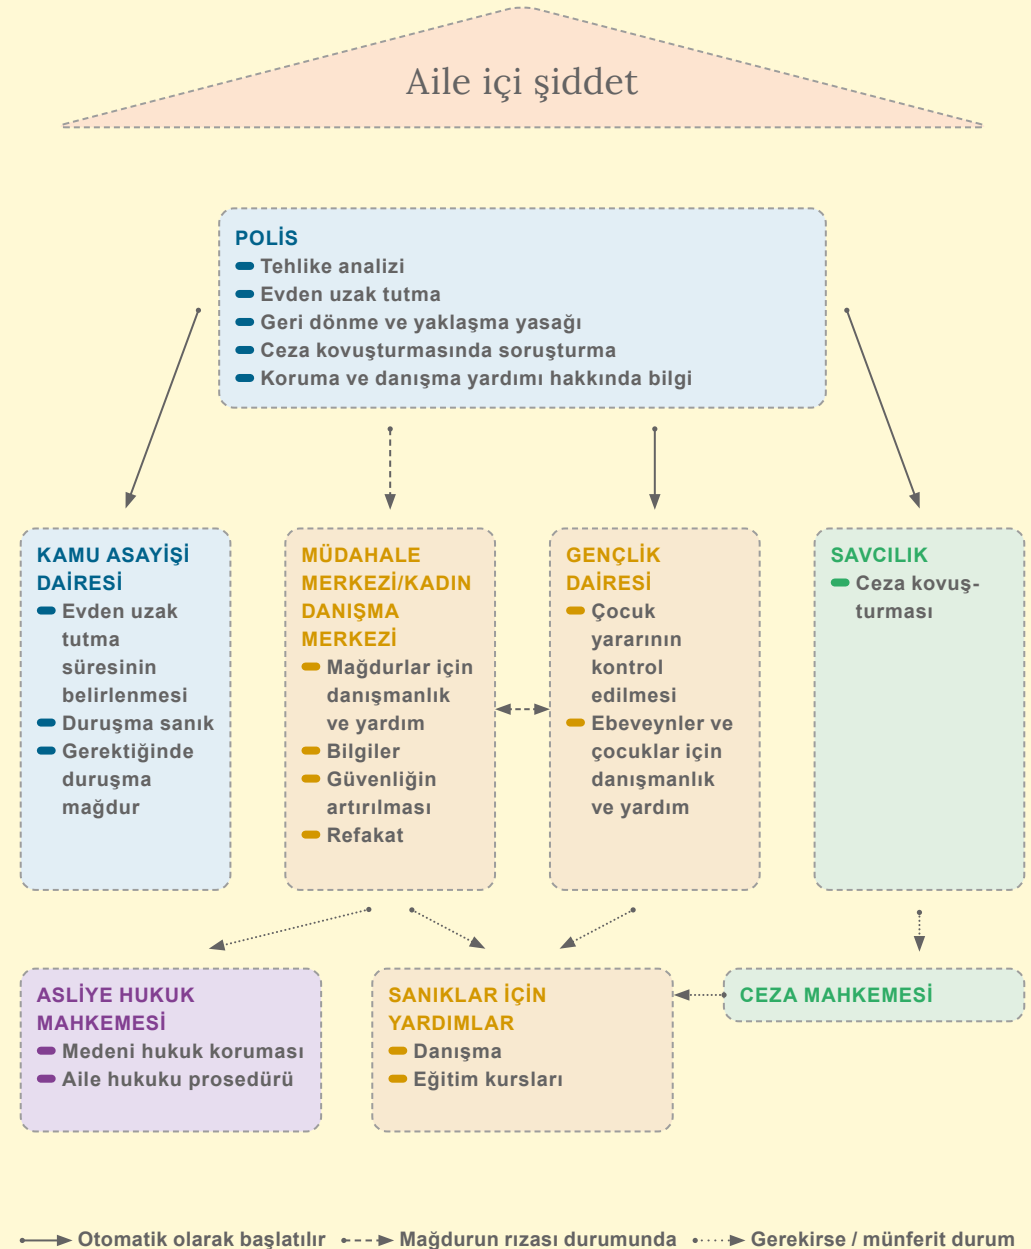 Aile içi şiddet
POLİS
Tehlike analizi
Evden uzak tutma
Geri dönme ve yaklaşma yasağı
Ceza kovuşturmasında soruşturma
Koruma ve danışma yardımı hakkında bilgi
KAMU ASAYİŞİ
DAİRESİ
Evden uzak
tutma
süresinin
belirlenmesi
Duruşma sanık
Gerektiğinde
duruşma
mağdur
MÜDAHALE
MERKEZİ/KADIN
DANIŞMA
MERKEZİ
Mağdurlar için
danışmanlık
ve yardım
Bilgiler
Güvenliğin
artırılması
Refakat
GENÇLİK
DAİRESİ
Çocuk
yararının
kontrol
edilmesi
Ebeveynler ve
çocuklar için
danışmanlık
ve yardım
SAVCILIK
Ceza kovuş-
turması
ASLİYE HUKUK
MAHKEMESİ
Medeni hukuk koruması
Aile hukuku prosedürü
SANIKLAR İÇİN
YARDIMLAR
Danışma
Eğitim kursları
CEZA MAHKEMESİ
Otomatik olarak başlatılır Mağdurun rızası durumunda Gerekirse / münferit durum